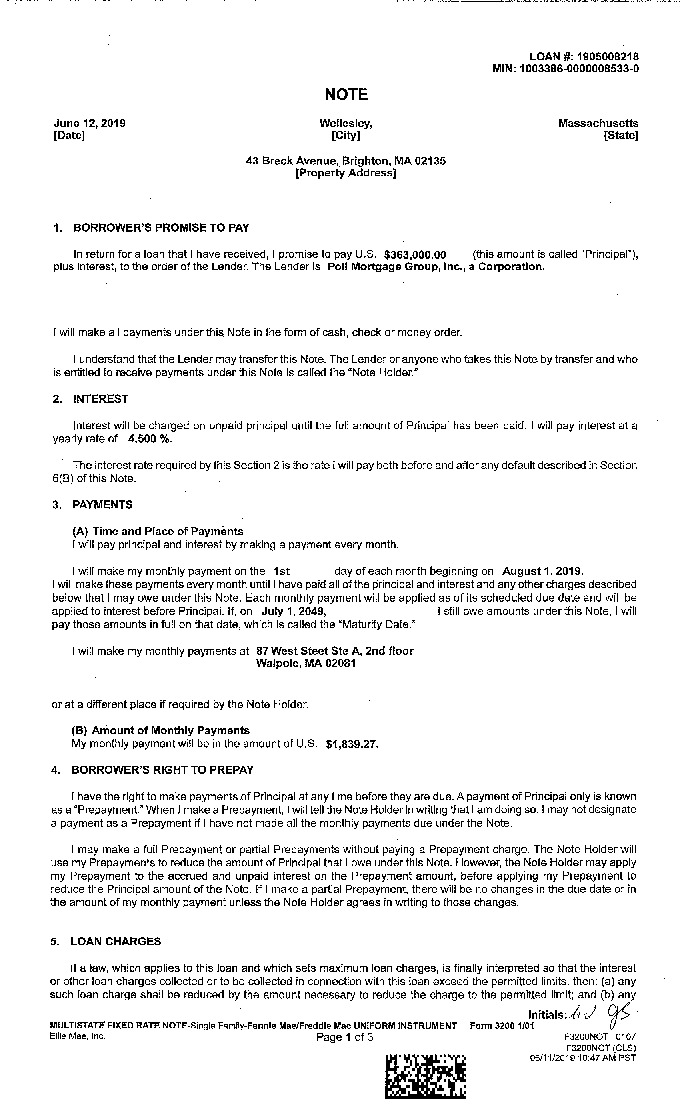 LOAN #: 1905008218
MIN: 1003386-0000008533-0
NOTE
June 12, 2019 Wellesley, Massachusetts
[Date] [City] [State]
43 Breck Avenue, Brighton, MA 02135
[Property Address]
1. BORROWER'S PROMISE TO PAY
In return for a loan that I have received, I promise to pay U.S. $363,000.00 (this amount is called "Principal"),
plus interest, to the order of the Lender. The Lender is Poli Mortgage Group, Inc., a Corporation.
I will make all payments under this Note in the form of cash, check or money order.
I understand that the Lender may transfer this Note. The Lender or anyone who takes this Note by transfer and who
is entitled to receive payments under this Note is called the "Note Holder."
2. INTEREST
Interest will be charged on unpaid principal until the full amount of Principal has been paid. I will pay interest at a
yearly rate of 4.500 %.
The interest rate required by this Section 2 is the rate I will pay both before and after any default described in Section
6(B) of this Note.
3. PAYMENTS
(A) Time and Place of Payments
I will pay principal and interest by making a payment every month.
I will make my monthly payment on the 1st day of each month beginning on August 1, 2019.
I will make these payments every month until I have paid all of the principal and interest and any other charges described
below that I may owe under this Note. Each monthly payment will be applied as of its scheduled due date and will be
applied to interest before Principal. If, on July 1, 2049, I still owe amounts under this Note, I will
pay those amounts in full on that date, which is called the "Maturity Date."
I will make my monthly payments at 87 West Steet Ste A, 2nd floor
Walpole, MA 02081
or at a different place if required by the Note Holder.
(B) Amount of Monthly Payments
My monthly payment will be in the amount of U.S. $1,839.27.
4. BORROWER'S RIGHT TO PREPAY
I have the right to make payments of Principal at any time before they are due. A payment of Principal only is known
as a "Prepayment." When I make a Prepayment, I will tell the Note Holder in writing that I am doing so. I may not designate
a payment as a Prepayment if I have not made all the monthly payments due under the Note.
I may make a full Prepayment or partial Prepayments without paying a Prepayment charge. The Note Holder will
use my Prepayments to reduce the amount of Principal that I owe under this Note. However, the Note Holder may apply
my Prepayment to the accrued and unpaid interest on the Prepayment amount, before applying my Prepayment to
reduce the Principal amount of the Note. If I make a partial Prepayment, there will be no changes in the due date or in
the amount of my monthly payment unless the Note Holder agrees in writing to those changes.
5. LOAN CHARGES
If a law, which applies to this loan and which sets maximum loan charges, is finally interpreted so that the interest
or other loan charges collected or to be collected in connection with this loan exceed the permitted limits, then: (a) any
such loan charge shall be reduced by the amount necessary to reduce the charge to the permitted limit; and (b) any
Initials:
MULTISTATE FIXED RATE NOTE-Single Family-Fannie Mae/Freddie Mac UNIFORM INSTRUMENT Form 3200 1/01
Ellie Mae, Inc. Page 1 of 3 F3200NOT 0107
F3200NOT (CLS)
06/11/2019 10:47 AM PST